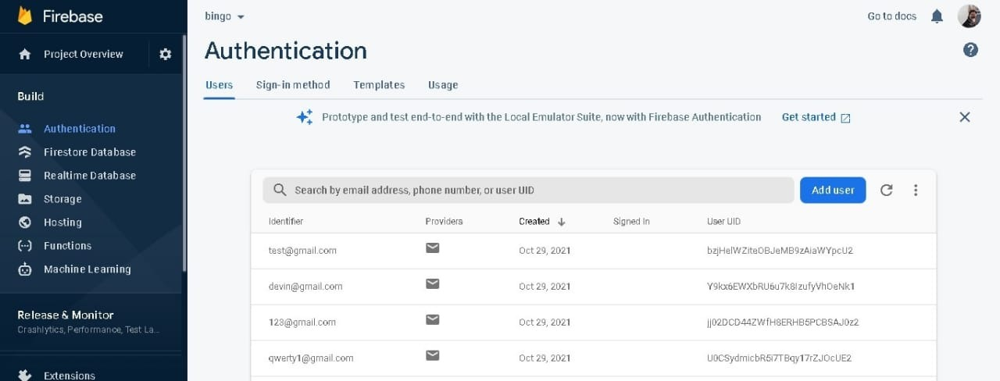 Firebase
Project Overview
Build
Authentication
Firestore Database
Realtime Database
Storage
Hosting
Functions
Machine Learning
Release & Monitor
Crashlytics, Performance, Test La...
Extensions
bingo
Go to docs
Authentication
Users Sign-in method Templates Usage
Prototype and test end-to-end with the Local Emulator Suite, now with Firebase Authentication Get started
Search by email address, phone number, or user UID Add user
Identifier Providers Created Signed In User UID
test@gmail.com Oct 29, 2021 bzjHelWZiteOBJeMB9zAiaWYpcU2
devin@gmail.com Oct 29, 2021 Y9kx6EWXbRU6u7k8IzufyVhOeNk1
123@gmail.com Oct 29, 2021 jj02DCD44ZWfH8ERHB5PCBSAJ0z2
qwerty1@gmail.com Oct 29, 2021 U0CSydmicbR5i7TBqy17rZJOcUE2